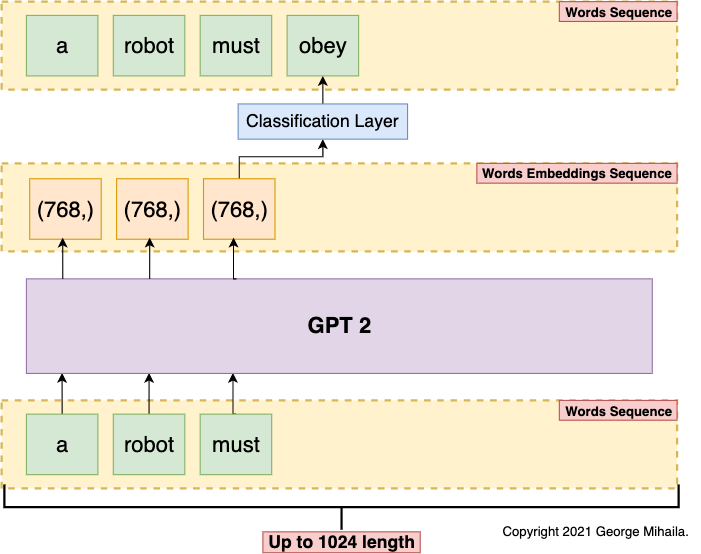 Words Sequence
a robot must obey
Classification Layer
Words Embeddings Sequence
(768,) (768,) (768,)
GPT 2
Words Sequence
a robot must
Up to 1024 length
Copyright 2021 George Mihaila.